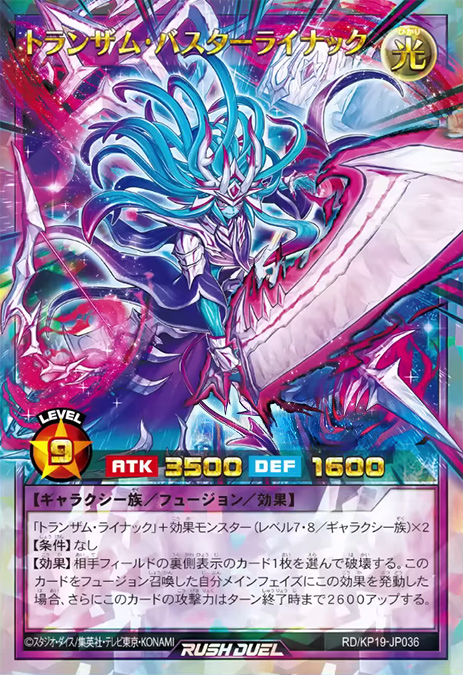 トランザム・バスターライナック
ひかり
光
LEVEL
9
ATK 3500 DEF 1600
【ギャラクシー族／フュージョン／効果】
「トランザム・ライナック」＋効果モンスター（レベル7・8／ギャラクシー族）×2
【条件】なし
【効果】相手フィールドの裏側表示のカード1枚を選んで破壊する。この
カードをフュージョン召喚した自分メインフェイズにこの効果を発動した
場合、さらにこのカードの攻撃力はターン終了時まで2600アップする。
©スタジオ・ダイス/集英社・テレビ東京・KONAMI
RUSH DUEL
RD/KP19-JP036